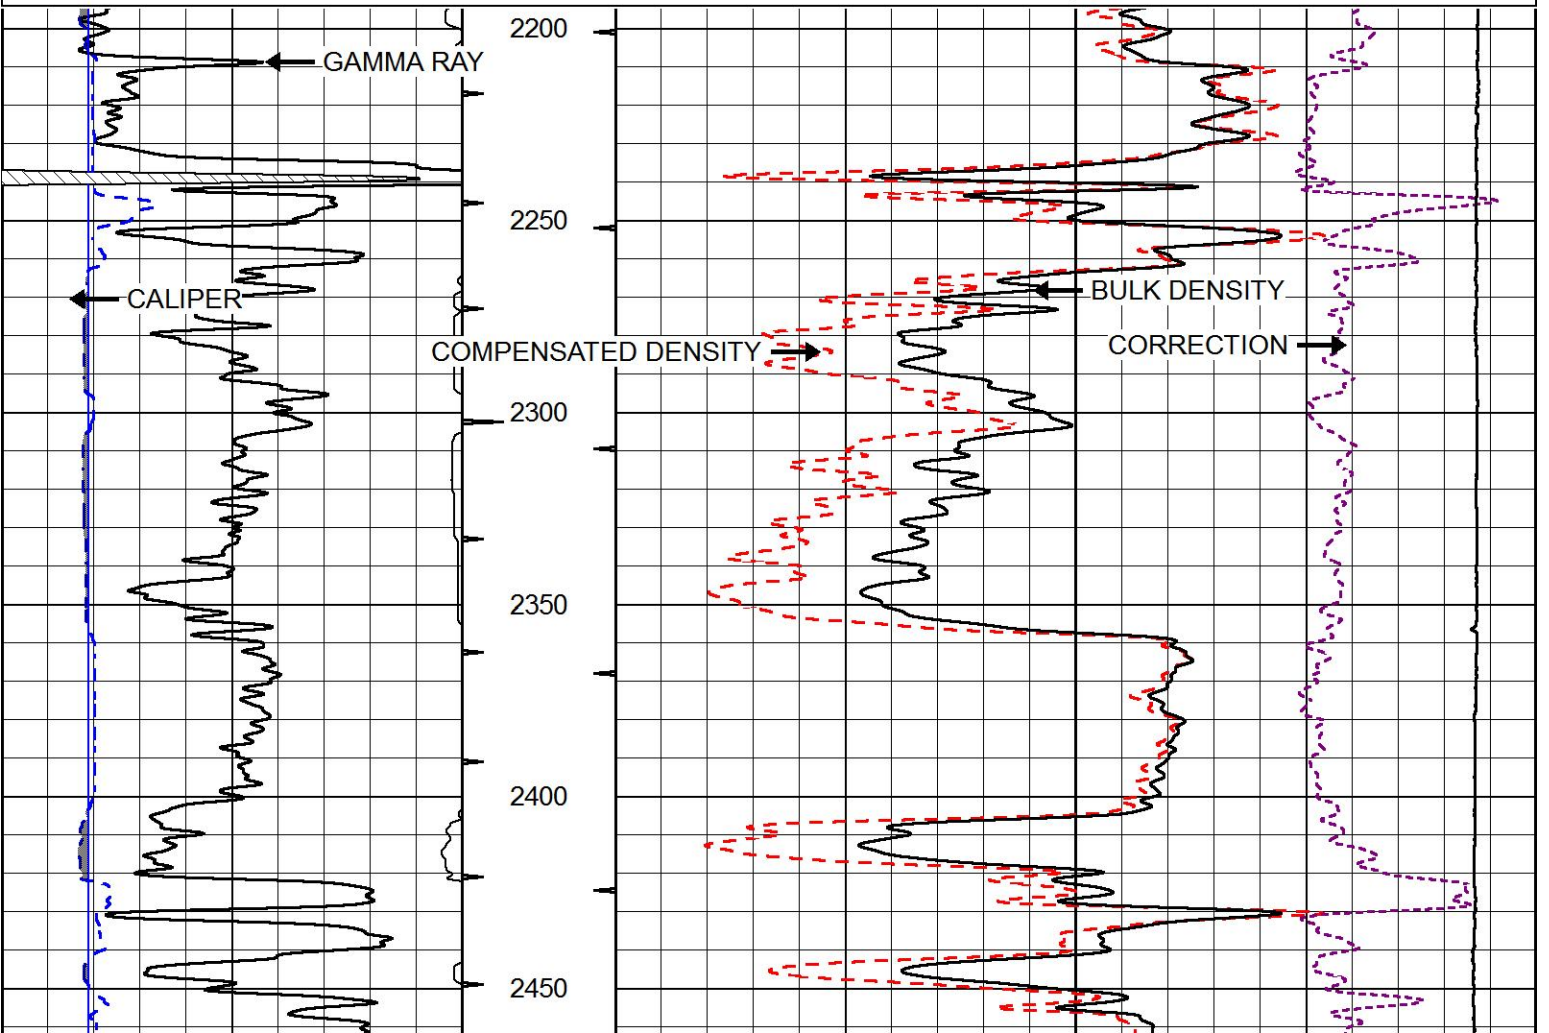 2200
GAMMA RAY
2250
BULK DENSITY
CALIPER
CORRECTION
COMPENSATED DENSITY
2300
2350
2400
2450